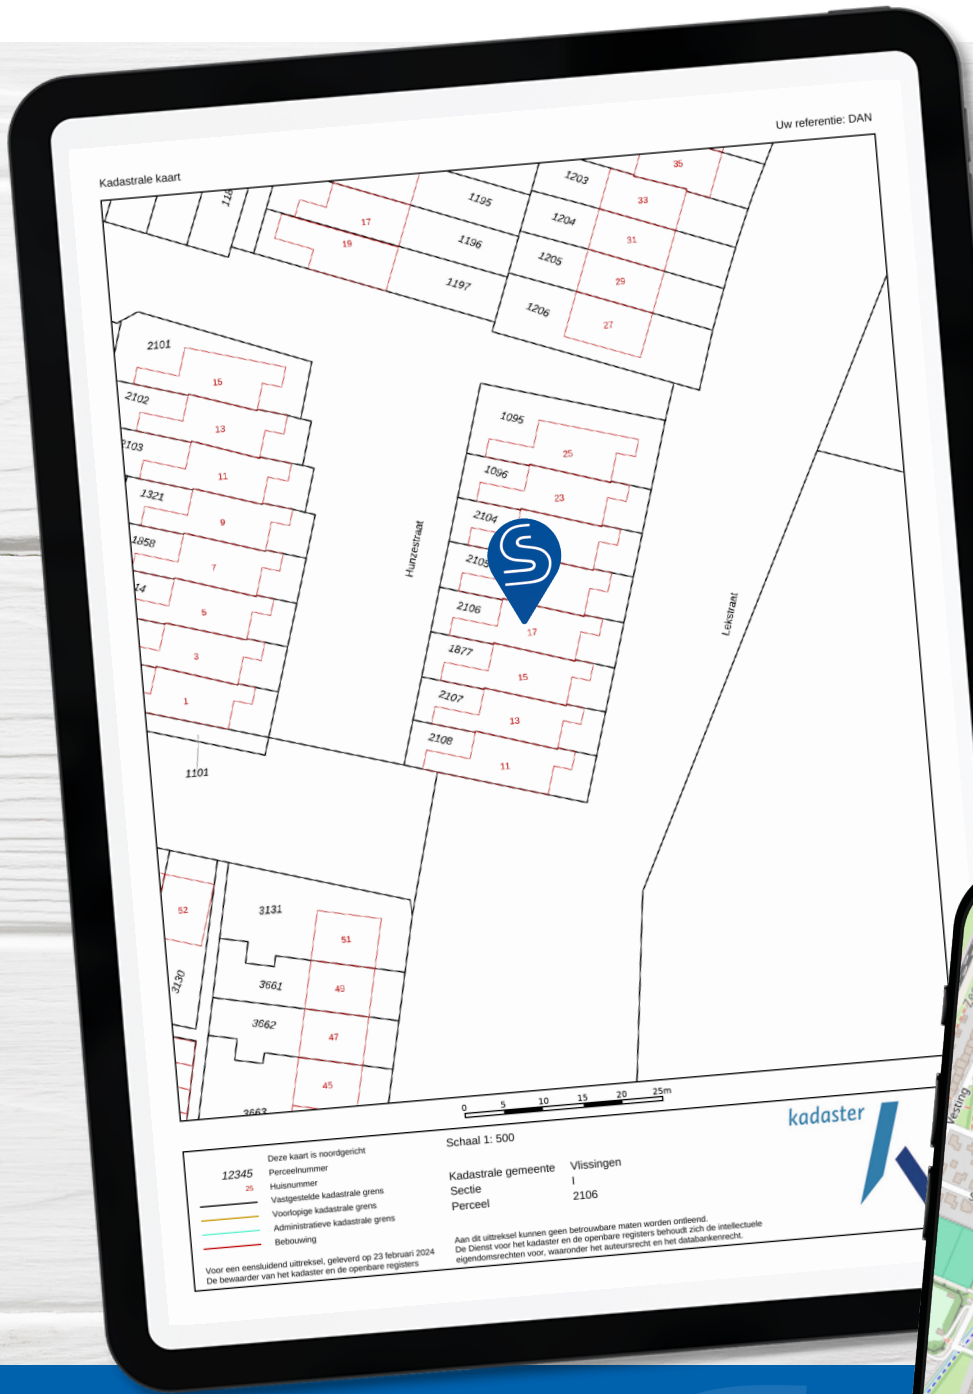 Uw referentie: DAN
Kadastrale kaart
1203
35
118
1195
33
17
1204
31
19
1196
1205
29
1197
1206
27
2101
15
2102
13
2103
11
1321
9
1858
7
14
5
3
1
1101
1095
25
1096
23
2104
2105
2106
17
1877
15
2107
13
2108
11
Hunzestraat
Lekstraat
52
3130
3131
51
3661
49
3662
47
45
3663
0 5 10 15 20 25m
Deze kaart is noordgericht
12345 Perceelnummer
25 Huisnummer
Vastgestelde kadastrale grens
Voorlopige kadastrale grens
Administratieve kadastrale grens
Bebouwing
Voor een eensluidend uittreksel, geleverd op 23 februari 2024
De bewaarder van het kadaster en de openbare registers
Schaal 1: 500
Kadastrale gemeente Vlissingen
Sectie I
Perceel 2106
Aan dit uittreksel kunnen geen betrouwbare maten worden ontleend.
De Dienst voor het kadaster en de openbare registers behoudt zich de intellectuele
eigendomsrechten voor, waaronder het auteursrecht en het databankenrecht.
kadaster
Vesting